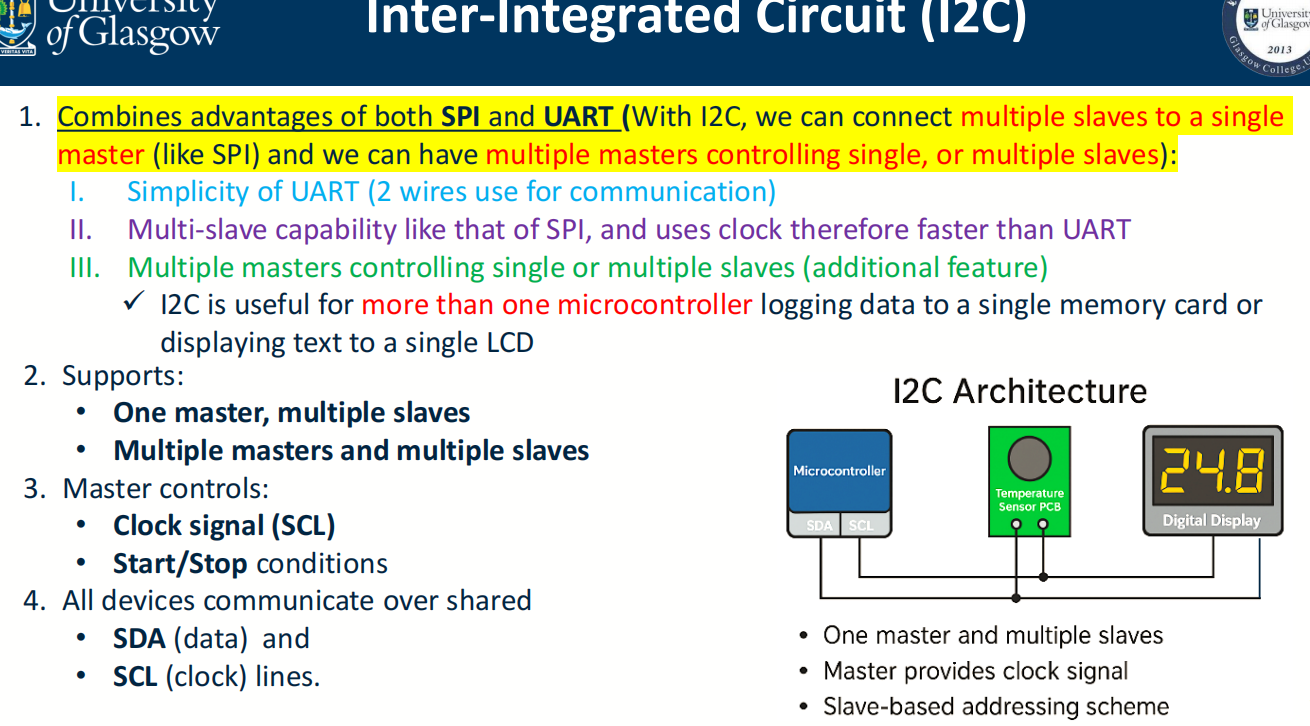 University
of Glasgow
VERITAS VITA
Inter-Integrated Circuit (I2C)
University
of Glasgow
2013
Glasgow College, U
1. Combines advantages of both SPI and UART (With I2C, we can connect multiple slaves to a single
master (like SPI) and we can have multiple masters controlling single, or multiple slaves):
I. Simplicity of UART (2 wires use for communication)
II. Multi-slave capability like that of SPI, and uses clock therefore faster than UART
III. Multiple masters controlling single or multiple slaves (additional feature)
✓ I2C is useful for more than one microcontroller logging data to a single memory card or
displaying text to a single LCD
2. Supports:
• One master, multiple slaves
• Multiple masters and multiple slaves
3. Master controls:
• Clock signal (SCL)
• Start/Stop conditions
4. All devices communicate over shared
• SDA (data) and
• SCL (clock) lines.
I2C Architecture
Microcontroller
SDA SCL
Temperature
Sensor PCB
24.8
Digital Display
• One master and multiple slaves
• Master provides clock signal
• Slave-based addressing scheme